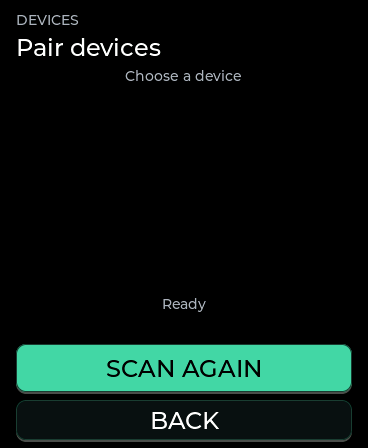 DEVICES
Pair devices
Choose a device
Ready
SCAN AGAIN
BACK